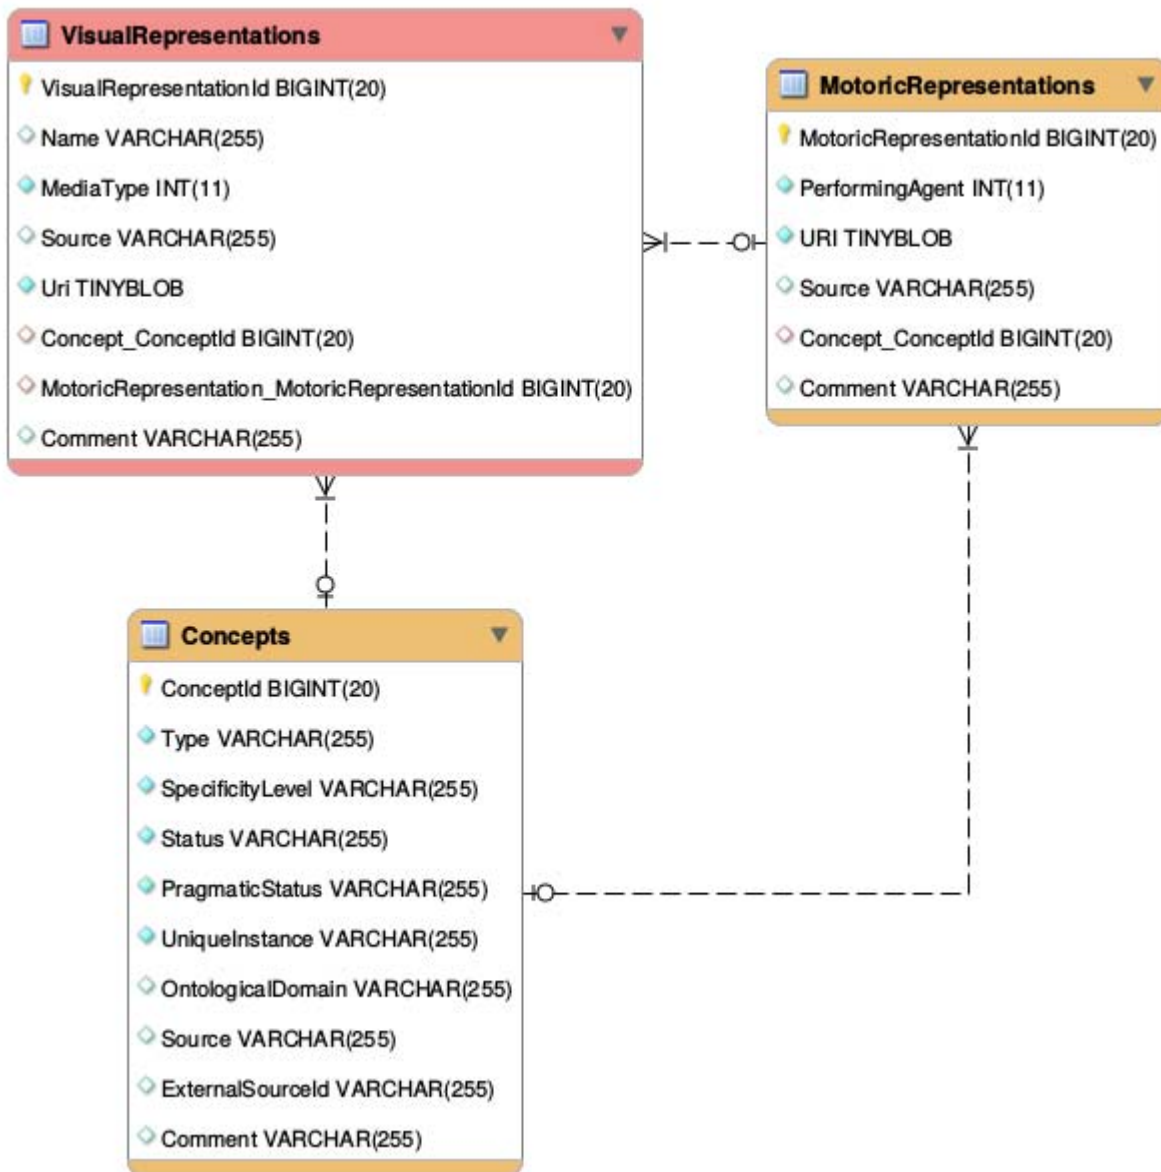 VisualRepresentations
VisualRepresentationId BIGINT(20)
Name VARCHAR(255)
MediaType INT(11)
Source VARCHAR(255)
Uri TINYBLOB
Concept_ConceptId BIGINT(20)
MotoricRepresentation_MotoricRepresentationId BIGINT(20)
Comment VARCHAR(255)
MotoricRepresentations
MotoricRepresentationId BIGINT(20)
PerformingAgent INT(11)
URI TINYBLOB
Source VARCHAR(255)
Concept_ConceptId BIGINT(20)
Comment VARCHAR(255)
Concepts
ConceptId BIGINT(20)
Type VARCHAR(255)
SpecificityLevel VARCHAR(255)
Status VARCHAR(255)
PragmaticStatus VARCHAR(255)
UniqueInstance VARCHAR(255)
OntologicalDomain VARCHAR(255)
Source VARCHAR(255)
ExternalSourceId VARCHAR(255)
Comment VARCHAR(255)